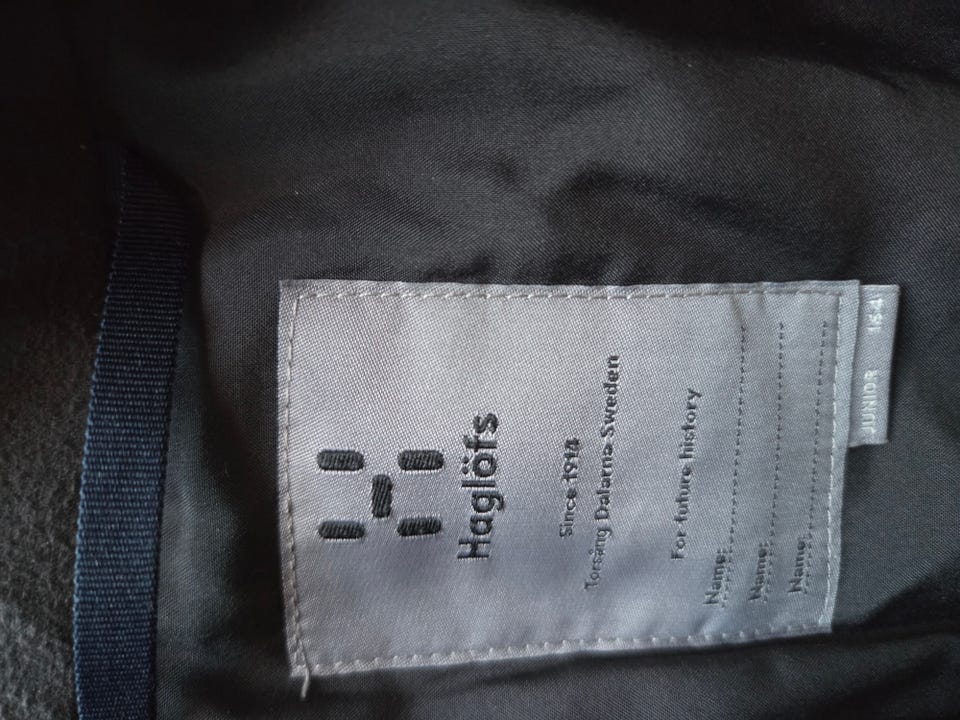 Haglöfs
Since 1914
Torsång Dalarna Sweden
For future history
Name:
Name:
Name:
JUNIOR 164